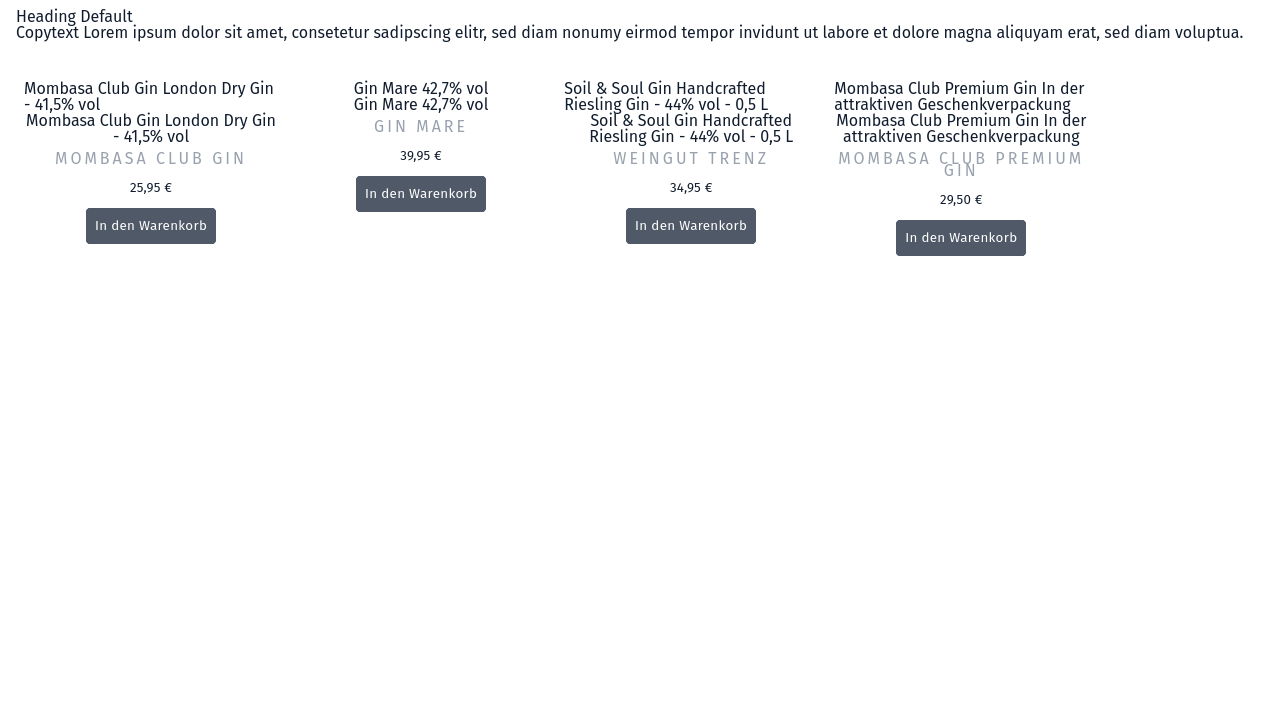 Heading Default
Copytext Lorem ipsum dolor sit amet, consetetur sadipscing elitr, sed diam nonumy eirmod tempor invidunt ut labore et dolore magna aliquyam erat, sed diam voluptua.
Mombasa Club Gin London Dry Gin
- 41,5% vol
Mombasa Club Gin London Dry Gin
- 41,5% vol
MOMBASA CLUB GIN
25,95 €
In den Warenkorb
Gin Mare 42,7% vol
Gin Mare 42,7% vol
GIN MARE
39,95 €
In den Warenkorb
Soil & Soul Gin Handcrafted
Riesling Gin - 44% vol - 0,5 L
Soil & Soul Gin Handcrafted
Riesling Gin - 44% vol - 0,5 L
WEINGUT TRENZ
34,95 €
In den Warenkorb
Mombasa Club Premium Gin In der
attraktiven Geschenkverpackung
Mombasa Club Premium Gin In der
attraktiven Geschenkverpackung
MOMBASA CLUB PREMIUM
GIN
29,50 €
In den Warenkorb